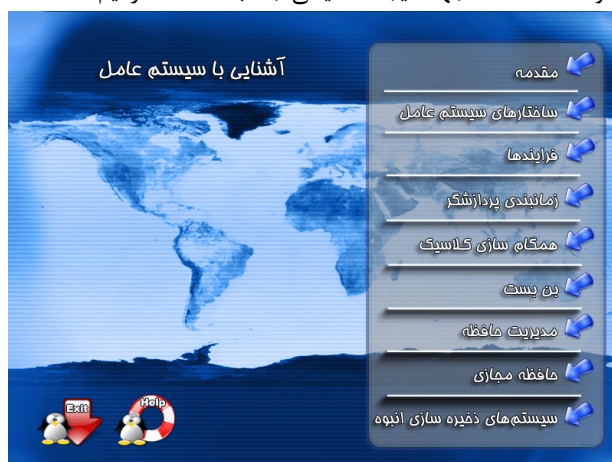 آشنایی با سیستم عامل
مقدمه
ساختارهای سیستم عامل
فرایندها
زمانبندی پردازشگر
همگام سازی کلاسیک
بن بست
مدیریت حافظه
حافظه مجازی
سیستم‌های ذخیره سازی انبوه
Exit
Help